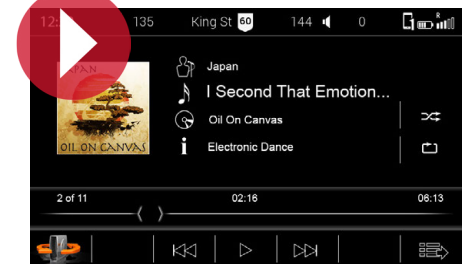 12: 135 King St 60 144 0 R
JAPAN
Japan
I Second That Emotion...
Oil On Canvas
OIL ON CANVAS
Electronic Dance
2 of 11 02:16 06:13